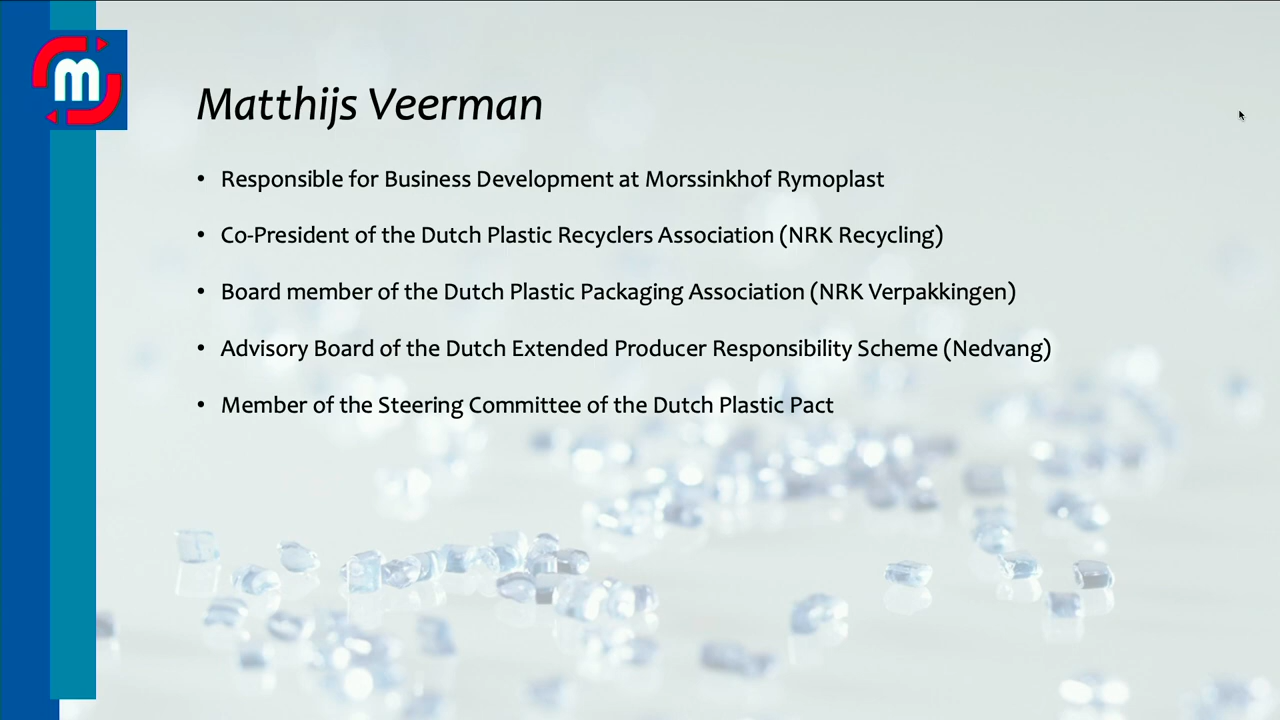 m
Matthijs Veerman
• Responsible for Business Development at Morssinkhof Rymoplast
• Co-President of the Dutch Plastic Recyclers Association (NRK Recycling)
• Board member of the Dutch Plastic Packaging Association (NRK Verpakkingen)
• Advisory Board of the Dutch Extended Producer Responsibility Scheme (Nedvang)
• Member of the Steering Committee of the Dutch Plastic Pact